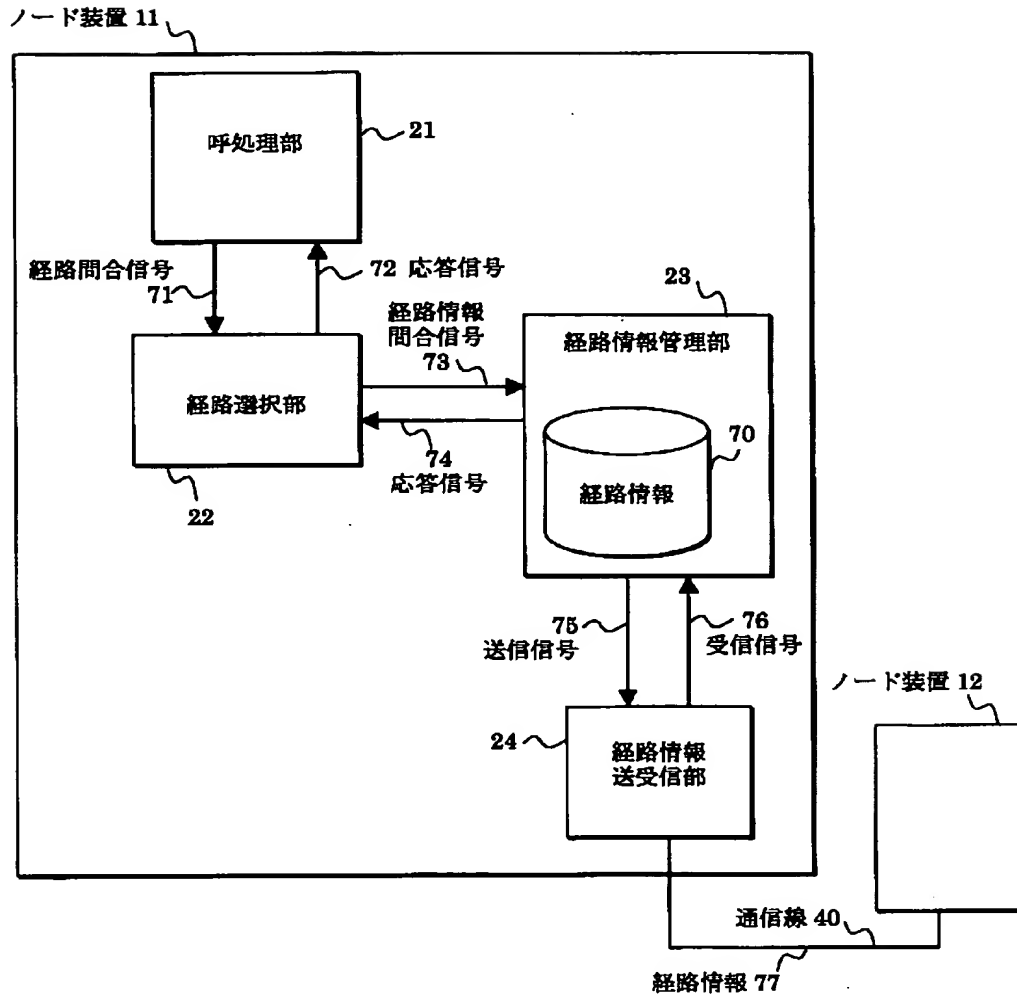 ノード装置 11
呼処理部
21
経路間合信号
71
72 応答信号
経路情報
間合信号
73
23
経路情報管理部
経路選択部
22
74
応答信号
70
経路情報
75
送信信号
76
受信信号
24
経路情報
送受信部
ノード装置 12
通信線 40
経路情報 77